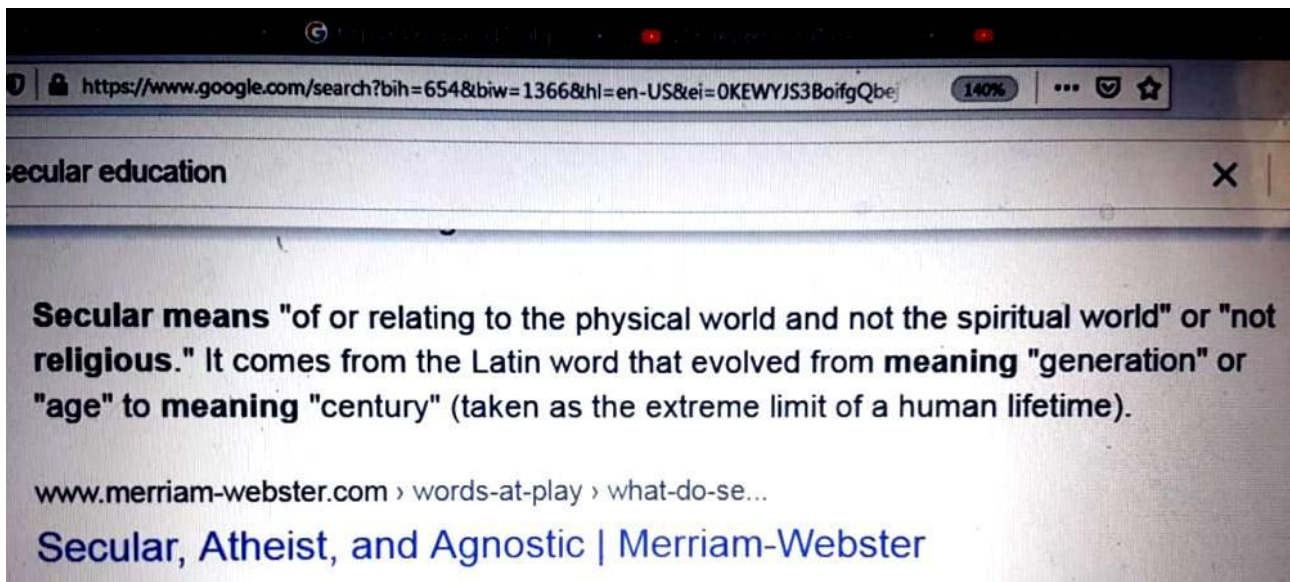 https://www.google.com/search?bih=654&biw=1366&hl=en-US&ei=0KEWYJS3BoifgQbej
140%
secular education
Secular means "of or relating to the physical world and not the spiritual world" or "not
religious." It comes from the Latin word that evolved from meaning "generation" or
"age" to meaning "century" (taken as the extreme limit of a human lifetime).
www.merriam-webster.com › words-at-play › what-do-se...
Secular, Atheist, and Agnostic | Merriam-Webster